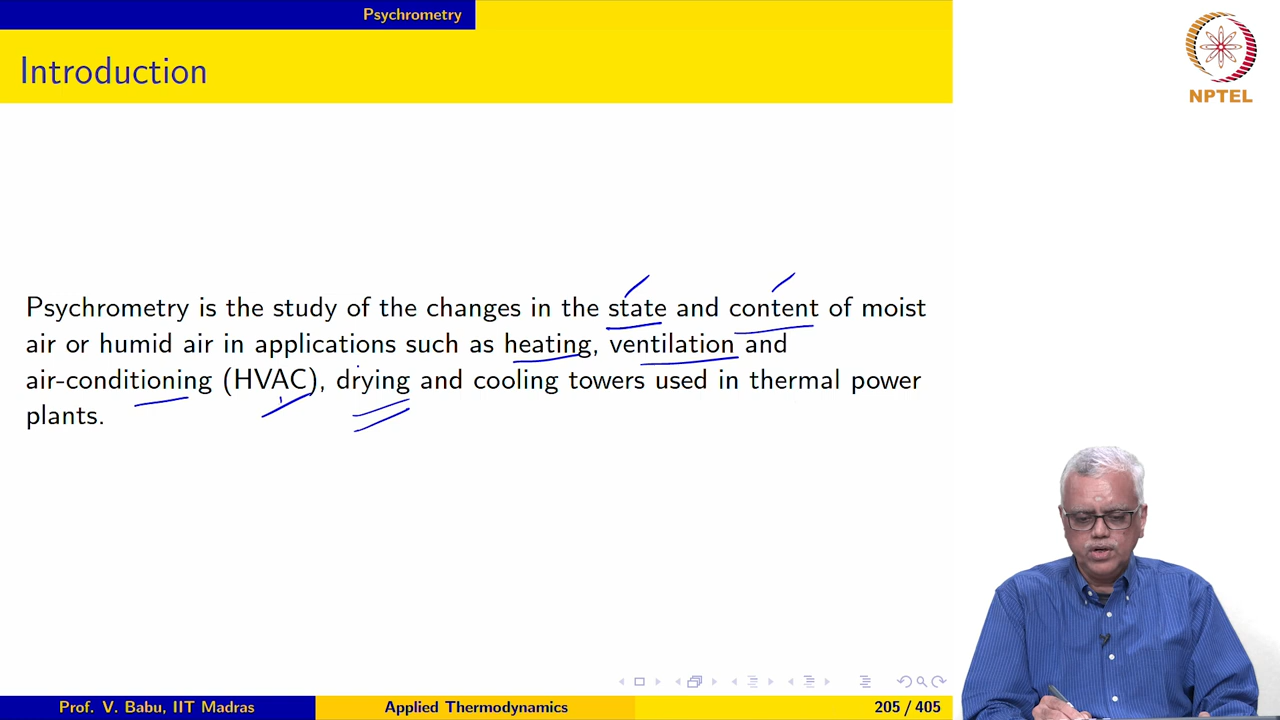 Psychrometry
Introduction
NPTEL
Psychrometry is the study of the changes in the state and content of moist
air or humid air in applications such as heating, ventilation and
air-conditioning (HVAC), drying and cooling towers used in thermal power
plants.
Prof. V. Babu, IIT Madras
Applied Thermodynamics
205 / 405